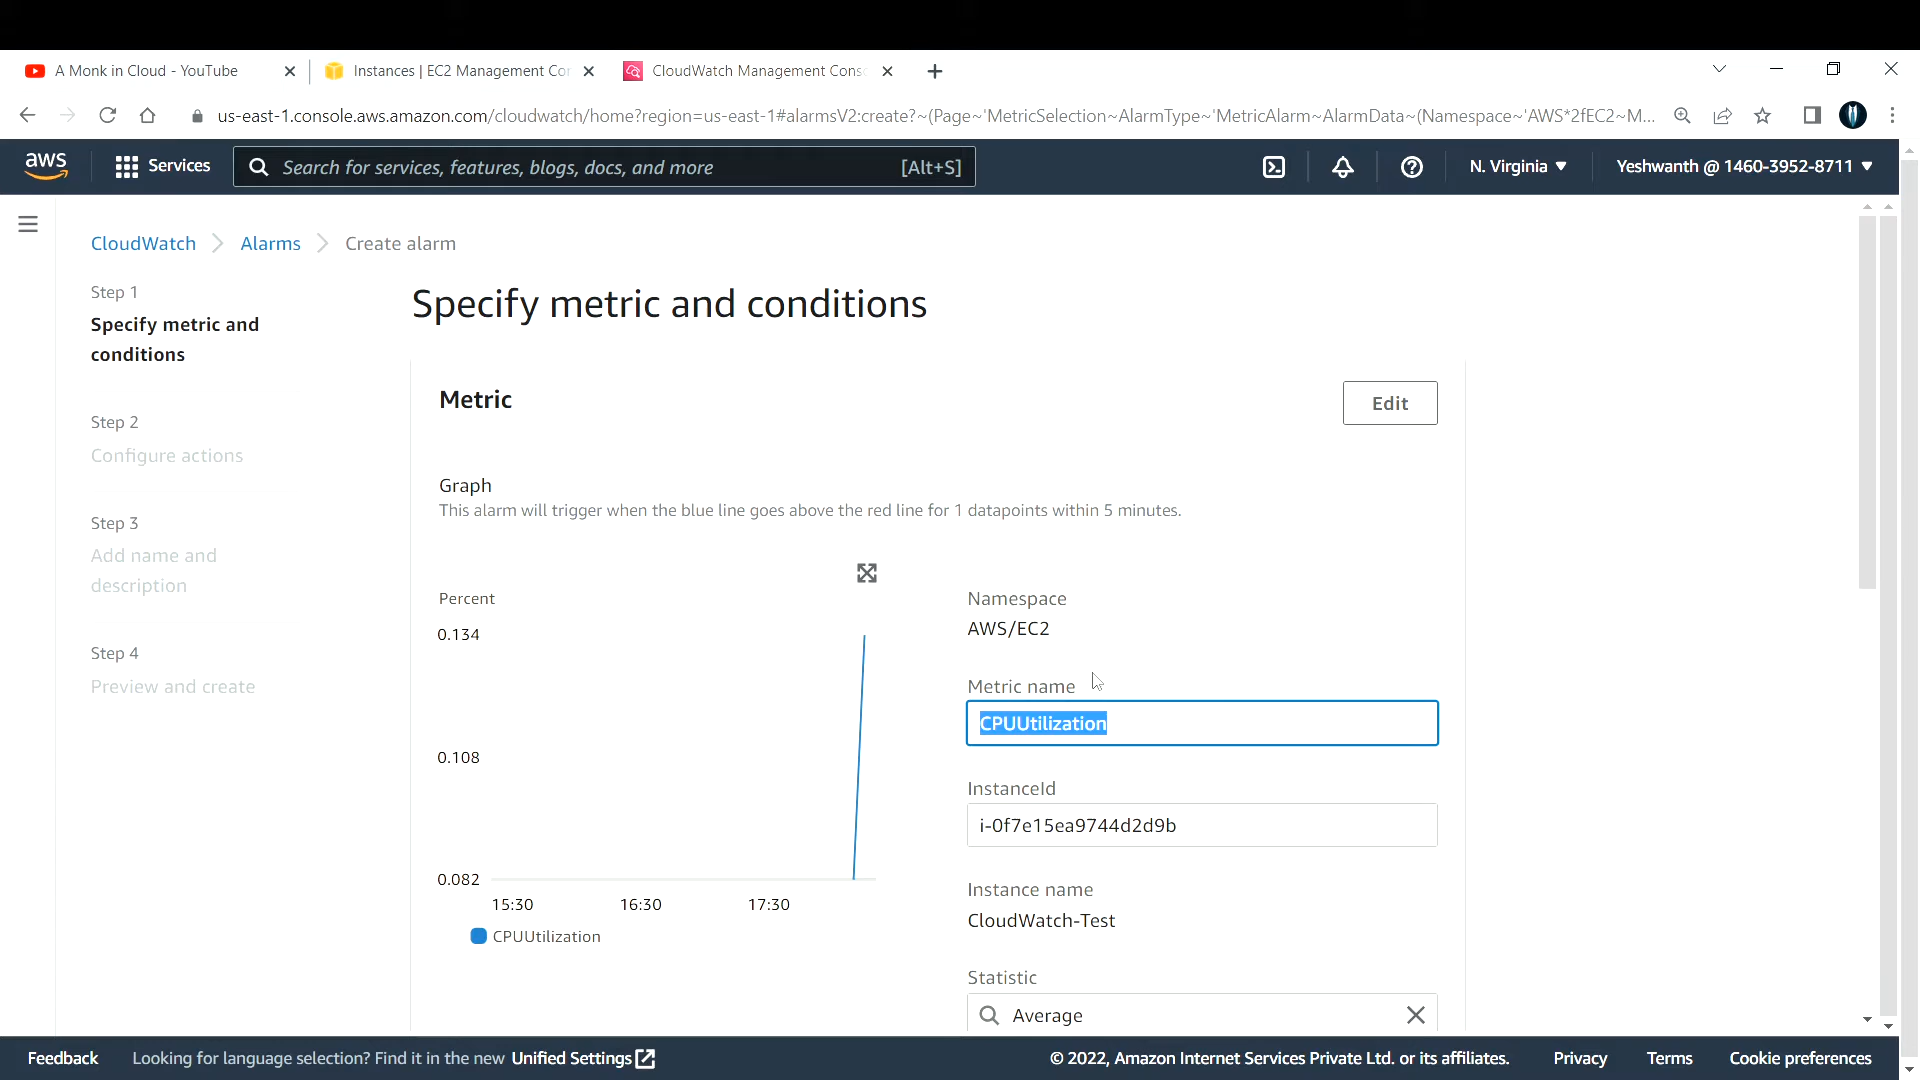 A Monk in Cloud - YouTube
Instances | EC2 Management Cor
CloudWatch Management Conso
us-east-1.console.aws.amazon.com/cloudwatch/home?region=us-east-1#alarmsV2:create?~(Page~'MetricSelection~AlarmType~'MetricAlarm~AlarmData~(Namespace~'AWS*2fEC2~M...
aws
Services
Search for services, features, blogs, docs, and more
[Alt+S]
N. Virginia
Yeshwanth @ 1460-3952-8711
CloudWatch
Alarms
Create alarm
Step 1
Specify metric and
conditions
Step 2
Configure actions
Step 3
Add name and
description
Step 4
Preview and create
Specify metric and conditions
Metric
Edit
Graph
This alarm will trigger when the blue line goes above the red line for 1 datapoints within 5 minutes.
Percent
0.134
0.108
0.082
15:30
16:30
17:30
CPUUtilization
Namespace
AWS/EC2
Metric name
CPUUtilization
InstanceId
i-0f7e15ea9744d2d9b
Instance name
CloudWatch-Test
Statistic
Average
Feedback
Looking for language selection? Find it in the new Unified Settings
© 2022, Amazon Internet Services Private Ltd. or its affiliates.
Privacy
Terms
Cookie preferences